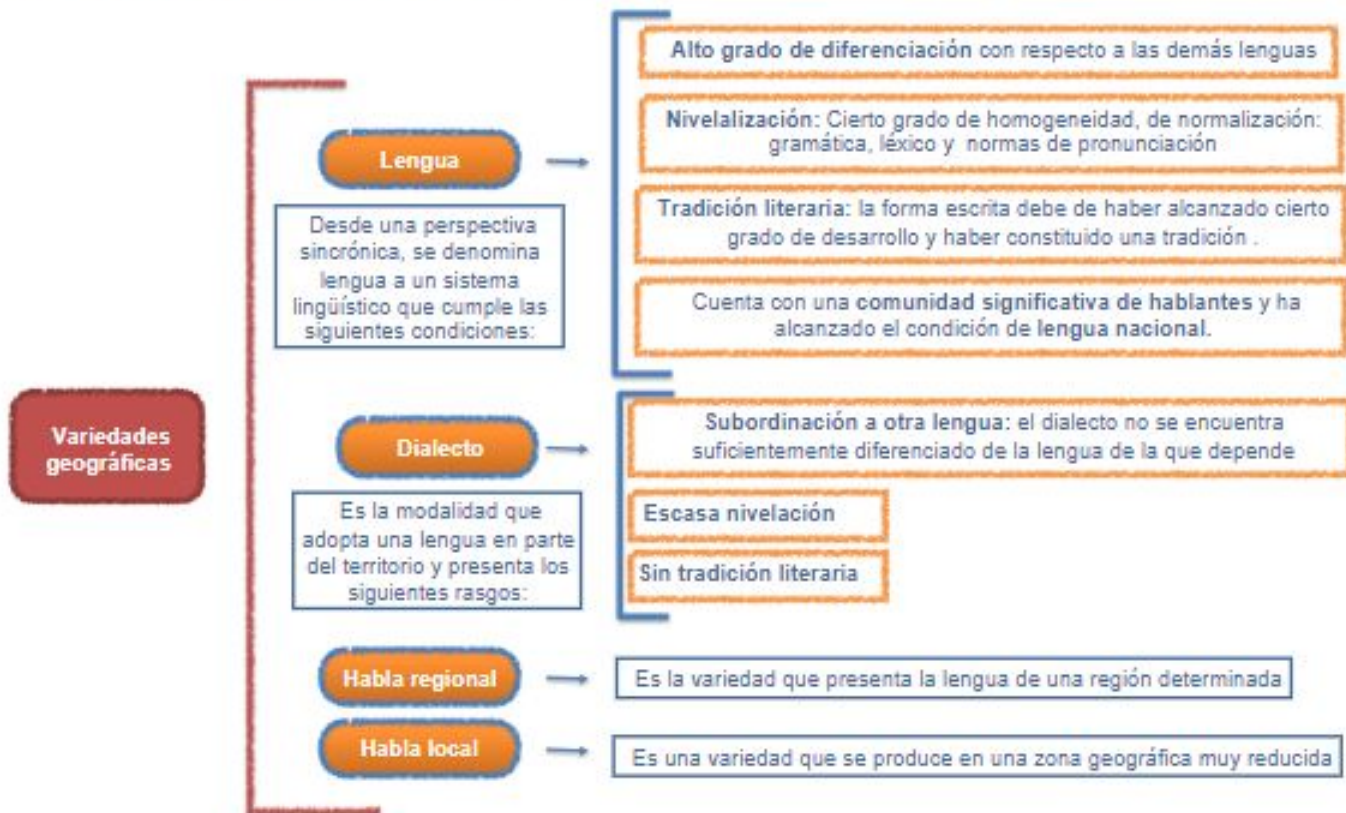 Variedades
geográficas
Lengua
Desde una perspectiva
sincrónica, se denomina
lengua a un sistema
lingüístico que cumple las
siguientes condiciones:
Alto grado de diferenciación con respecto a las demás lenguas
Nivelalización: Cierto grado de homogeneidad, de normalización:
gramática, léxico y normas de pronunciación
Tradición literaria: la forma escrita debe de haber alcanzado cierto
grado de desarrollo y haber constituido una tradición .
Cuenta con una comunidad significativa de hablantes y ha
alcanzado el condición de lengua nacional.
Dialecto
Es la modalidad que
adopta una lengua en parte
del territorio y presenta los
siguientes rasgos:
Subordinación a otra lengua: el dialecto no se encuentra
suficientemente diferenciado de la lengua de la que depende
Escasa nivelación
Sin tradición literaria
Habla regional
Es la variedad que presenta la lengua de una región determinada
Habla local
Es una variedad que se produce en una zona geográfica muy reducida